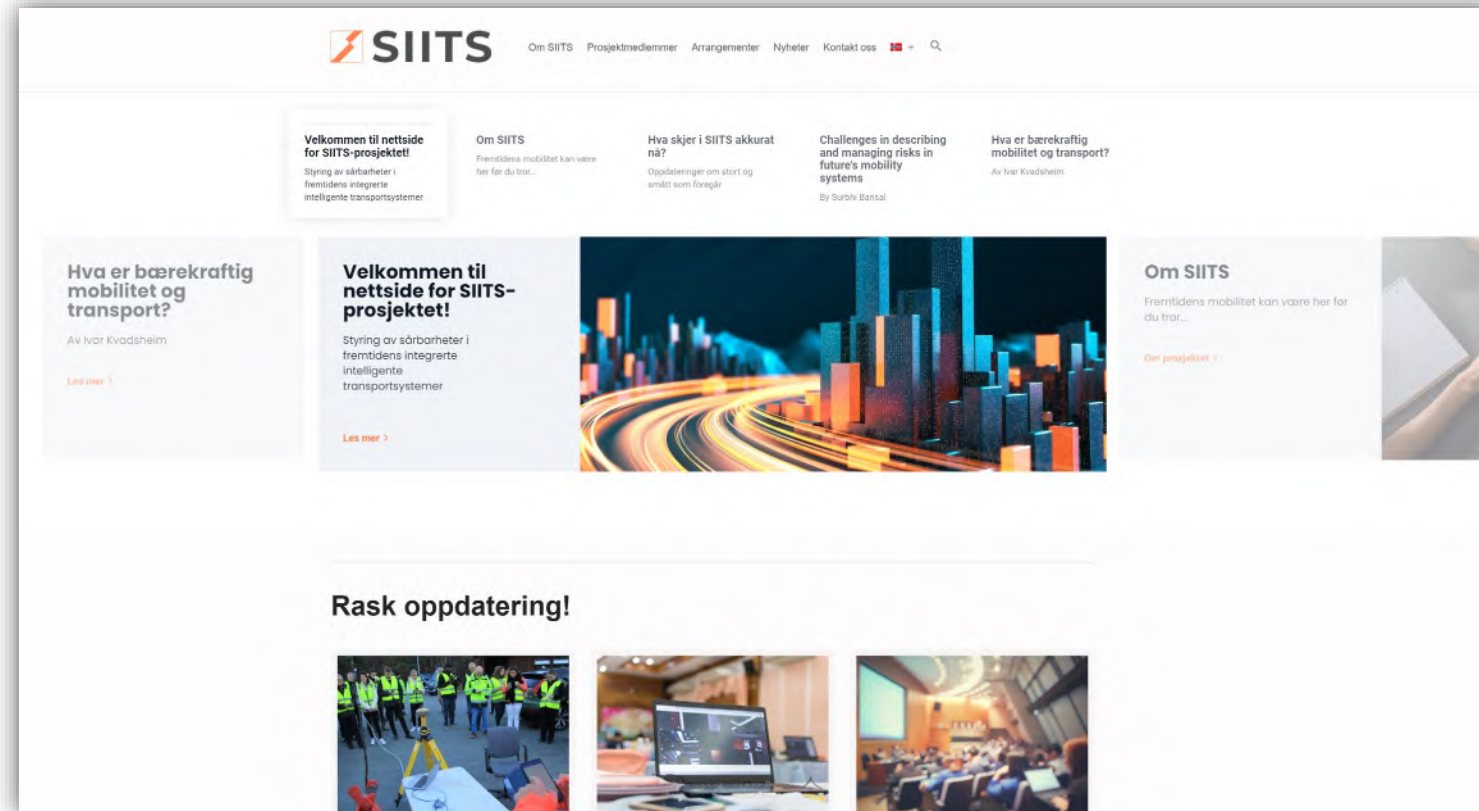 SIITS
Om SIITS Prosjektmedlemmer Arrangementer Nyheter Kontakt oss
Velkommen til nettside
for SIITS-prosjektet!
Styring av sårbarheter i
fremtidens integrerte
intelligente transportsystemer
Om SIITS
Fremtidens mobilitet kan være
her før du tror...
Hva skjer i SIITS akkurat
nå?
Oppdateringer om stort og
smått som foregår
Challenges in describing
and managing risks in
future's mobility
systems
By Surbhi Bansal
Hva er bærekraftig
mobilitet og transport?
Av Ivar Kvadsheim
Hva er bærekraftig
mobilitet og
transport?
Av Ivar Kvadsheim
Les mer >
Velkommen til
nettside for SIITS-
prosjektet!
Styring av sårbarheter i
fremtidens integrerte
intelligente
transportsystemer
Les mer >
Om SIITS
Fremtidens mobilitet kan være her før
du tror...
Om prosjektet >
Rask oppdatering!